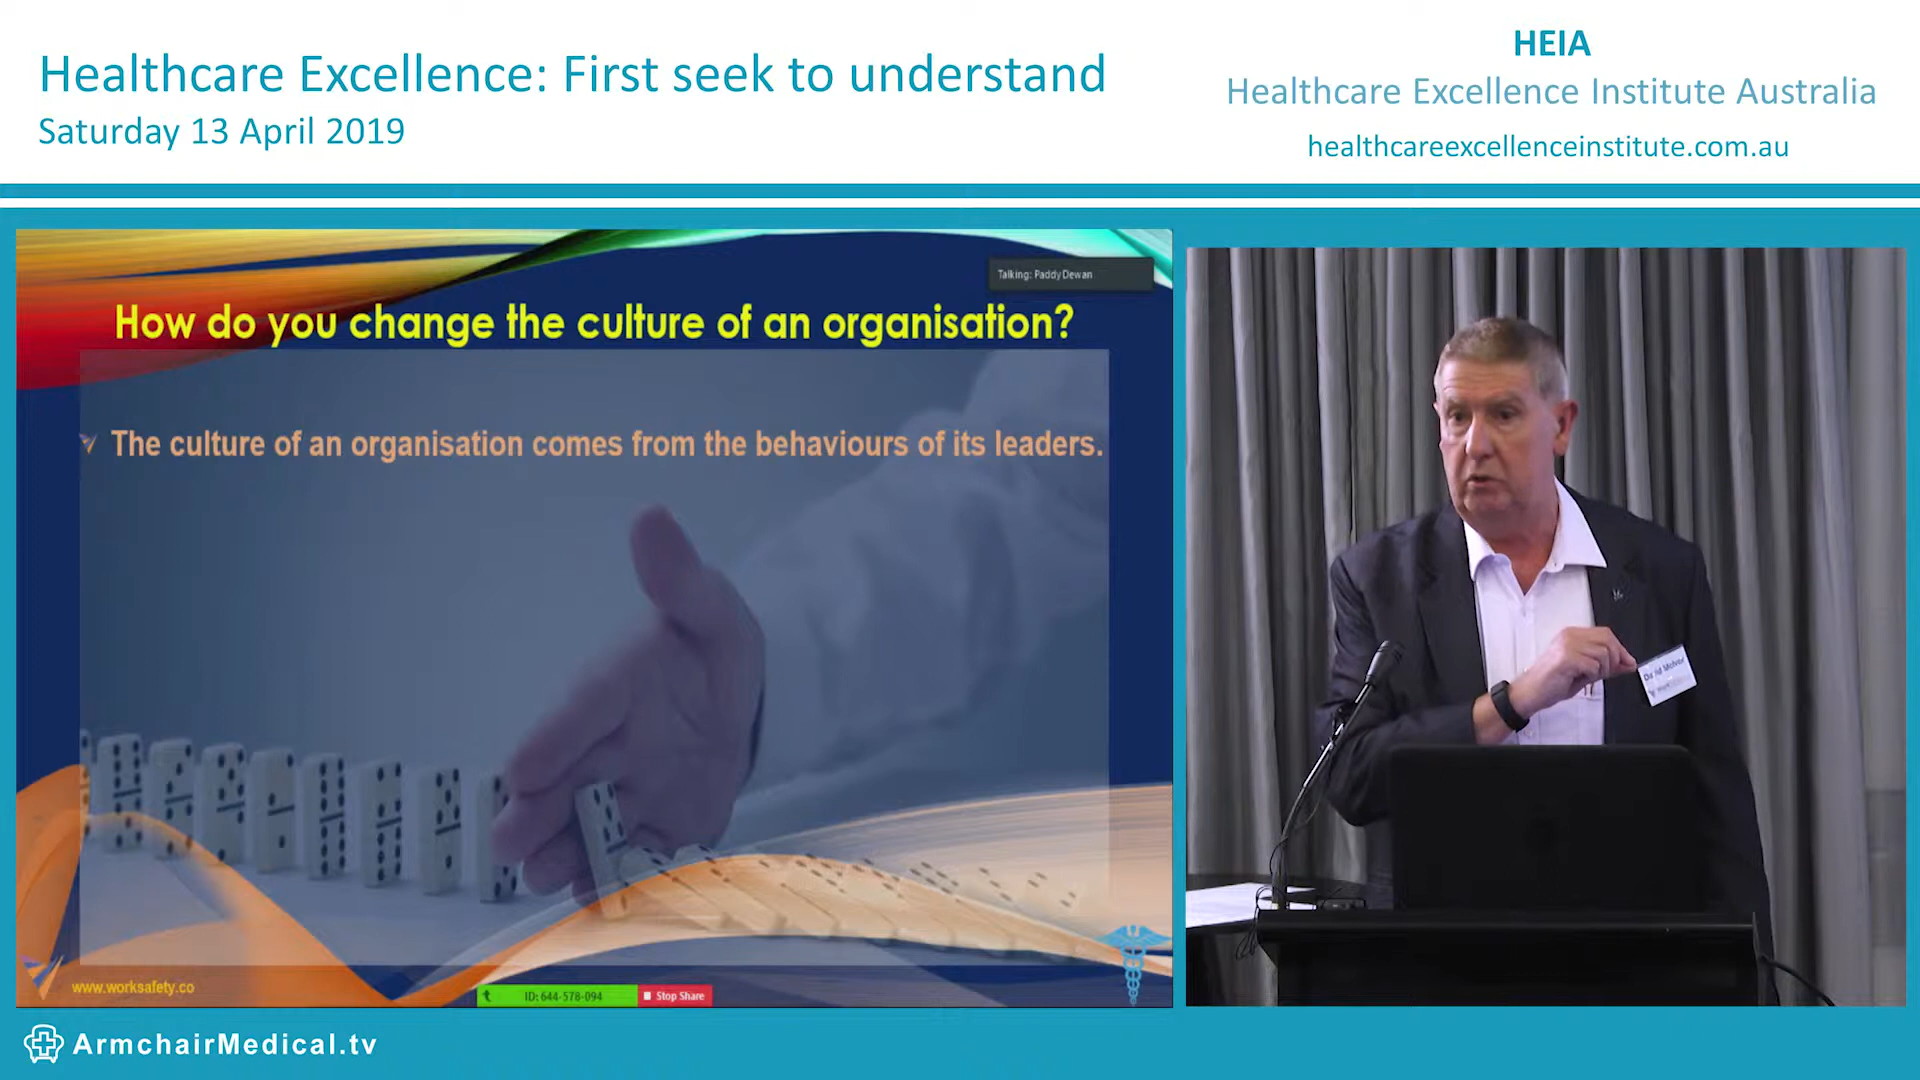 Healthcare Excellence: First seek to understand
Saturday 13 April 2019
HEIA
Healthcare Excellence Institute Australia
healthcareexcellenceinstitute.com.au
Talking: Paddy Dewan
How do you change the culture of an organisation?
The culture of an organisation comes from the behaviours of its leaders.
www.worksafety.co
ID: 644-578-094
Stop Share
David McIvor
ArmchairMedical.tv